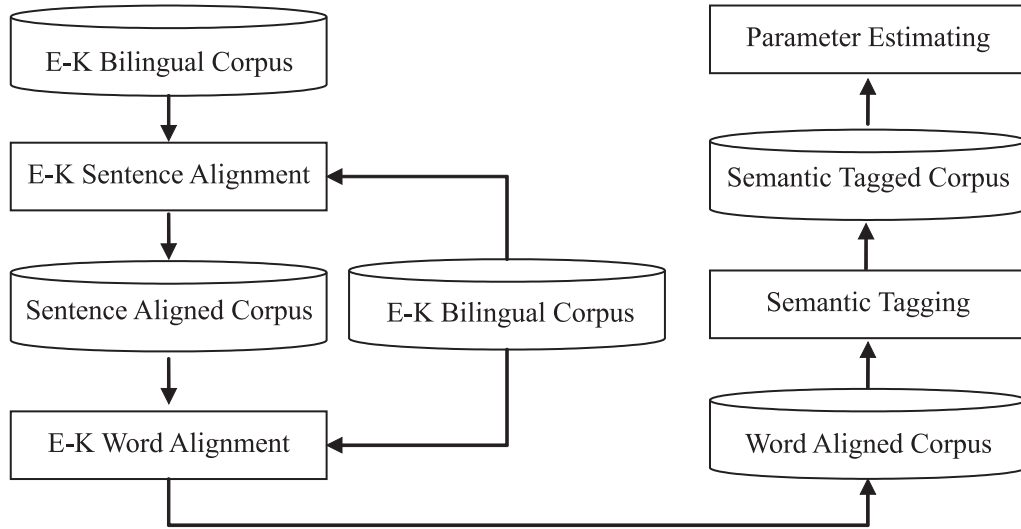 E-K Bilingual Corpus
E-K Sentence Alignment
Sentence Aligned Corpus
E-K Bilingual Corpus
E-K Word Alignment
Word Aligned Corpus
Semantic Tagging
Semantic Tagged Corpus
Parameter Estimating